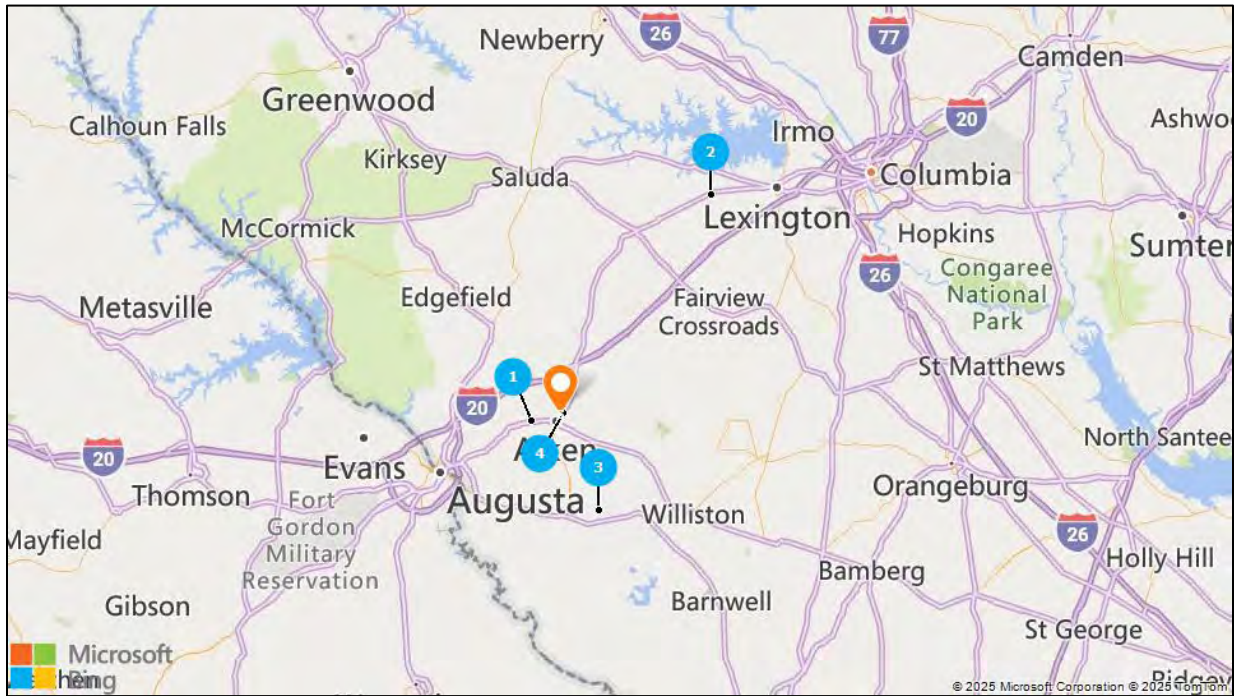 Newberry
26
77
Camden
Greenwood
20
Calhoun Falls
Irmo
Ashwo
Kirksey
2
Saluda
Columbia
McCormick
Lexington
Hopkins
Sumter
26
Congaree
National
Park
Metasville
Edgefield
Fairview
Crossroads
St Matthews
1
20
Evans
4
Aiken
3
North Santee
20
Thomson
Augusta
Williston
Orangeburg
Fort
Gordon
Military
Reservation
26
Mayfield
Holly Hill
Bamberg
Gibson
Barnwell
St George
Microsoft
Bing
Ridgev
© 2025 Microsoft Corporation © 2025 TomTom